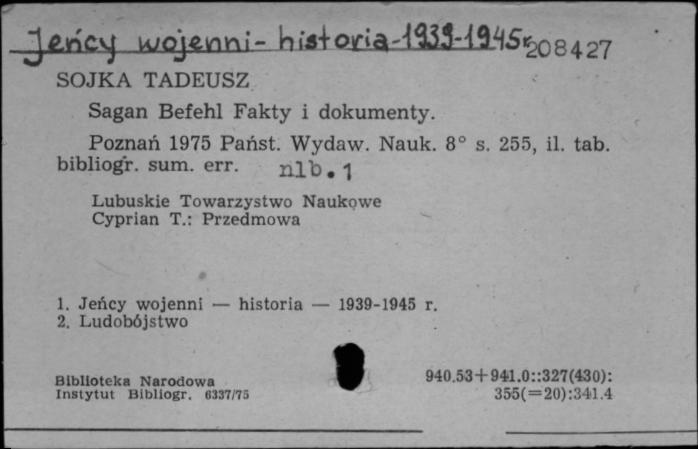 Jeńcy wojenni - historia - 1939-1945 r.
208427
SOJKA TADEUSZ
Sagan Befehl Fakty i dokumenty.
Poznań 1975 Państ. Wydaw. Nauk. 8° s. 255, il. tab.
bibliogr. sum. err. nlb. 1
Lubuskie Towarzystwo Naukowe
Cyprian T.: Przedmowa
1. Jeńcy wojenni — historia — 1939-1945 r.
2. Ludobójstwo
Biblioteka Narodowa
Instytut Bibliogr. 6337/75
940.53+941.0::327(430):
355(=20):341.4